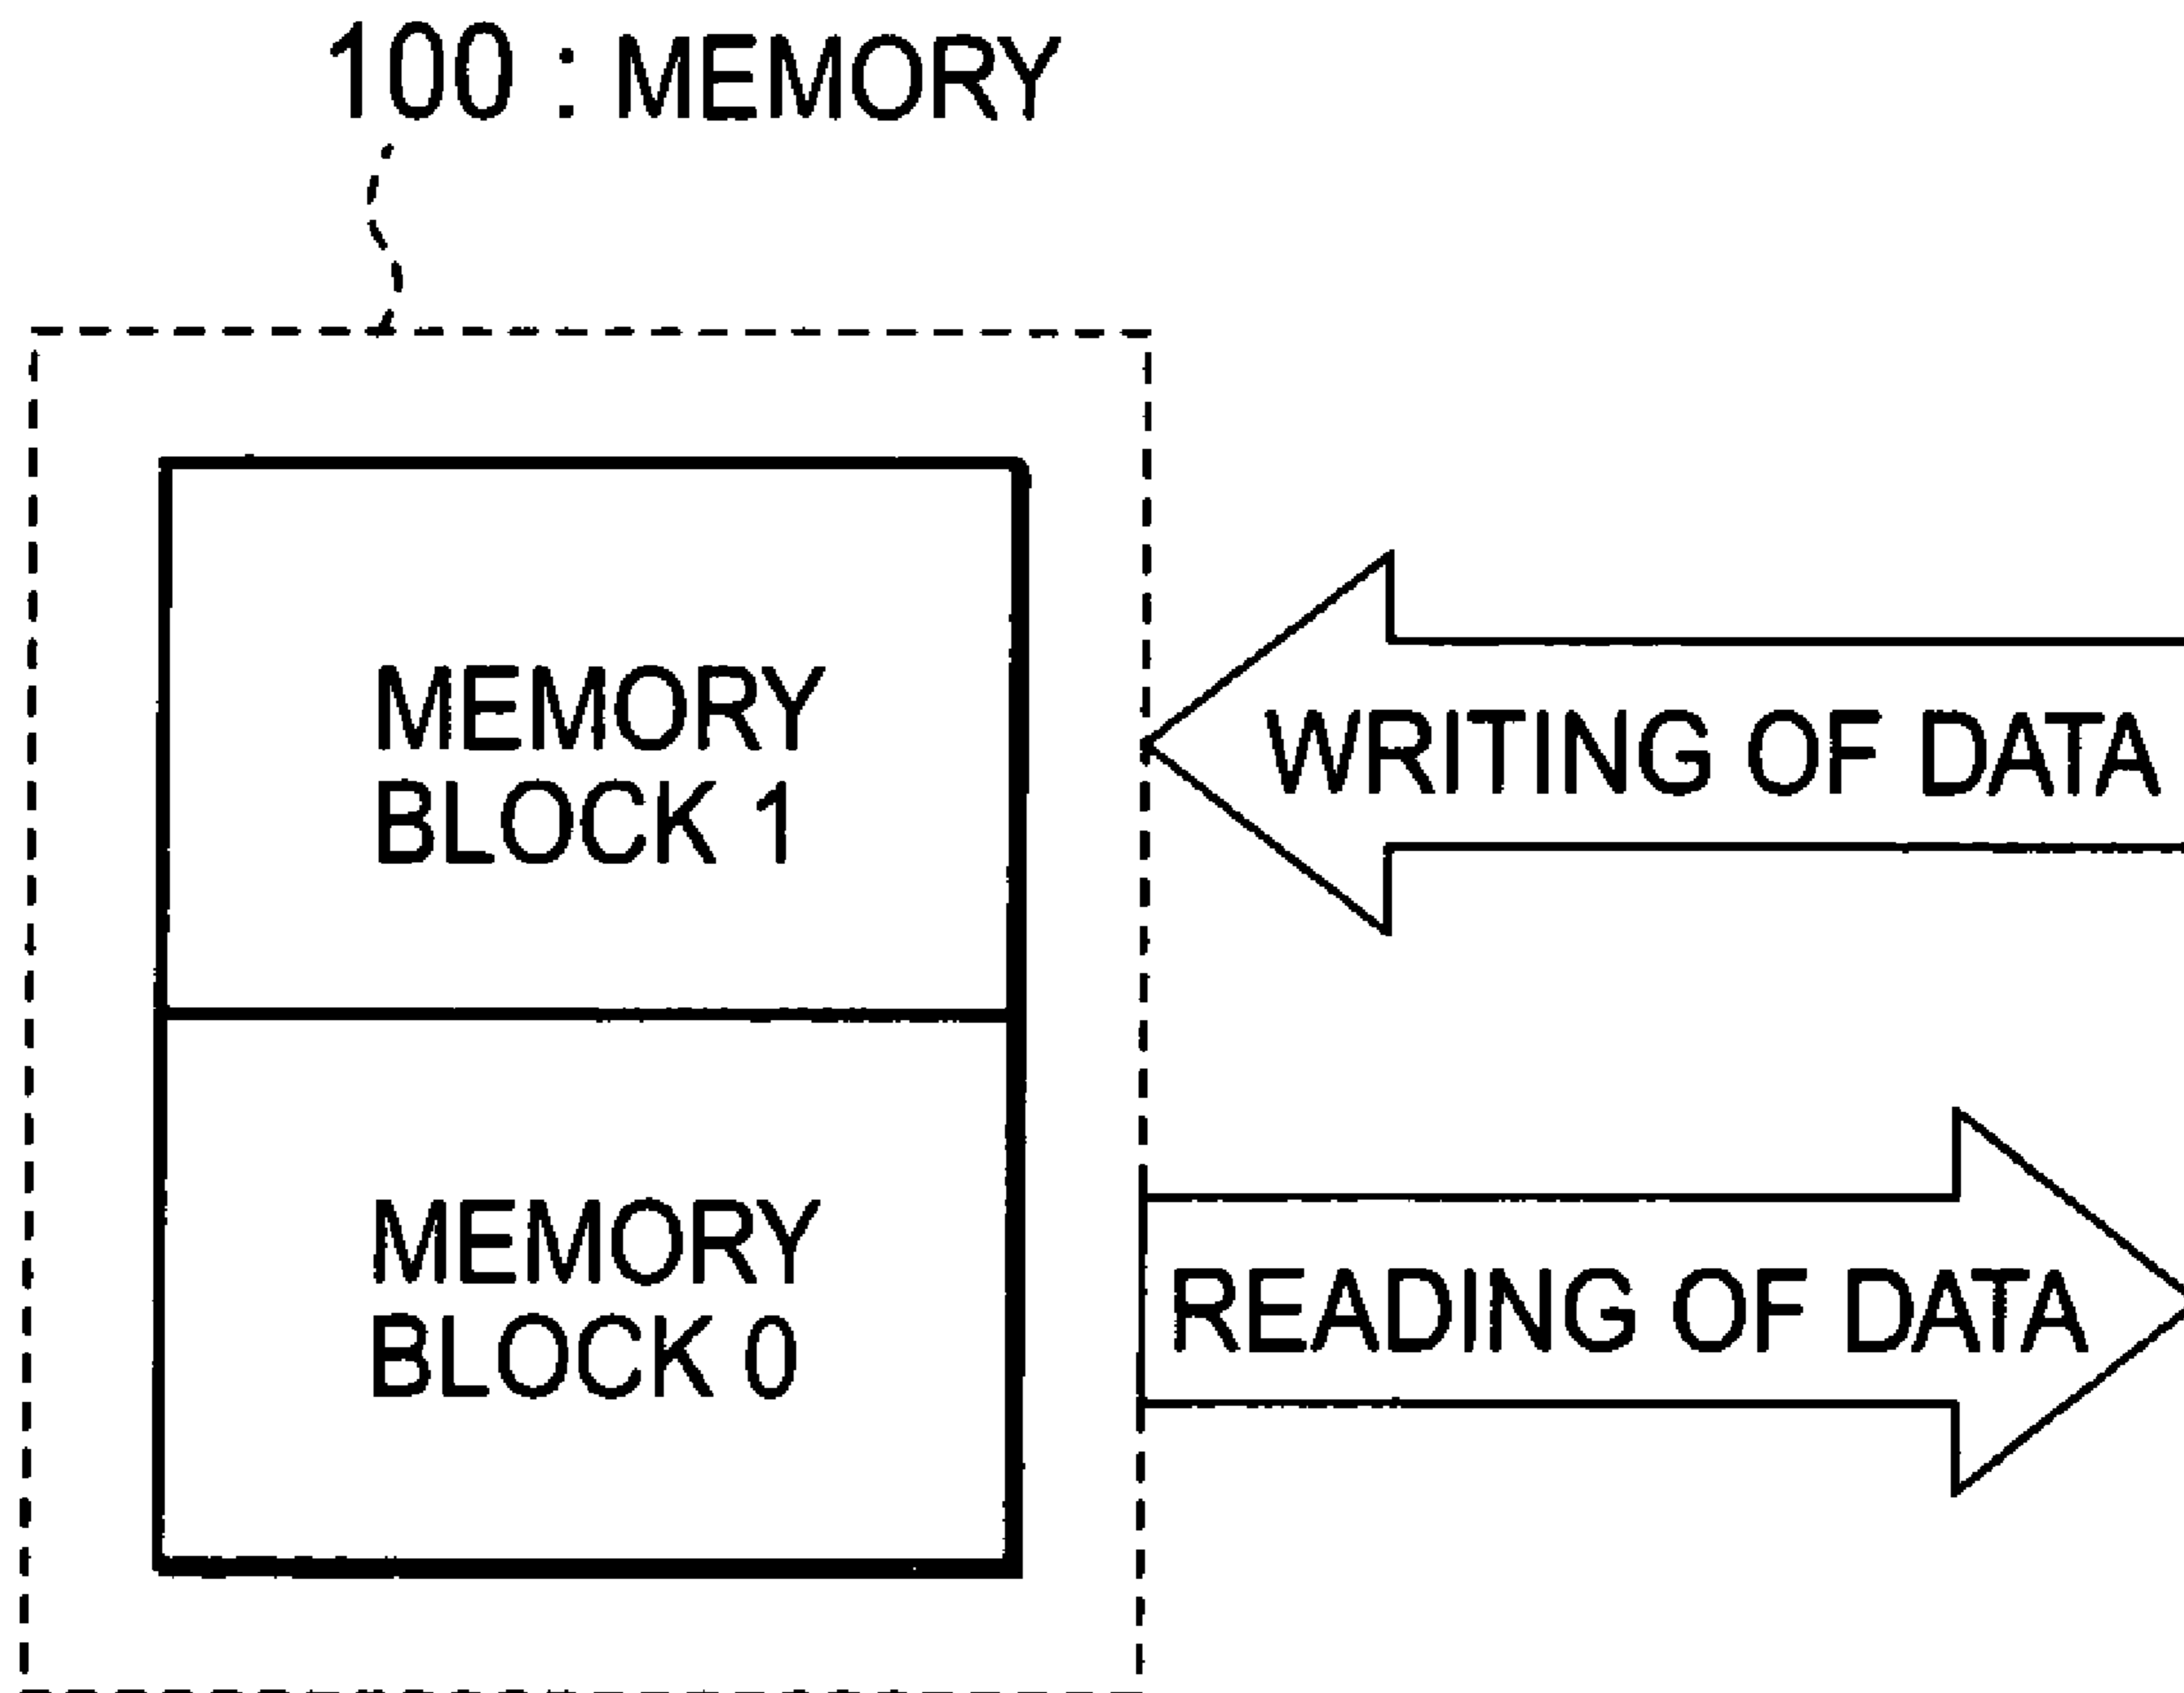 100 : MEMORY
MEMORY
BLOCK 1
WRITING OF DATA
MEMORY
BLOCK 0
READING OF DATA